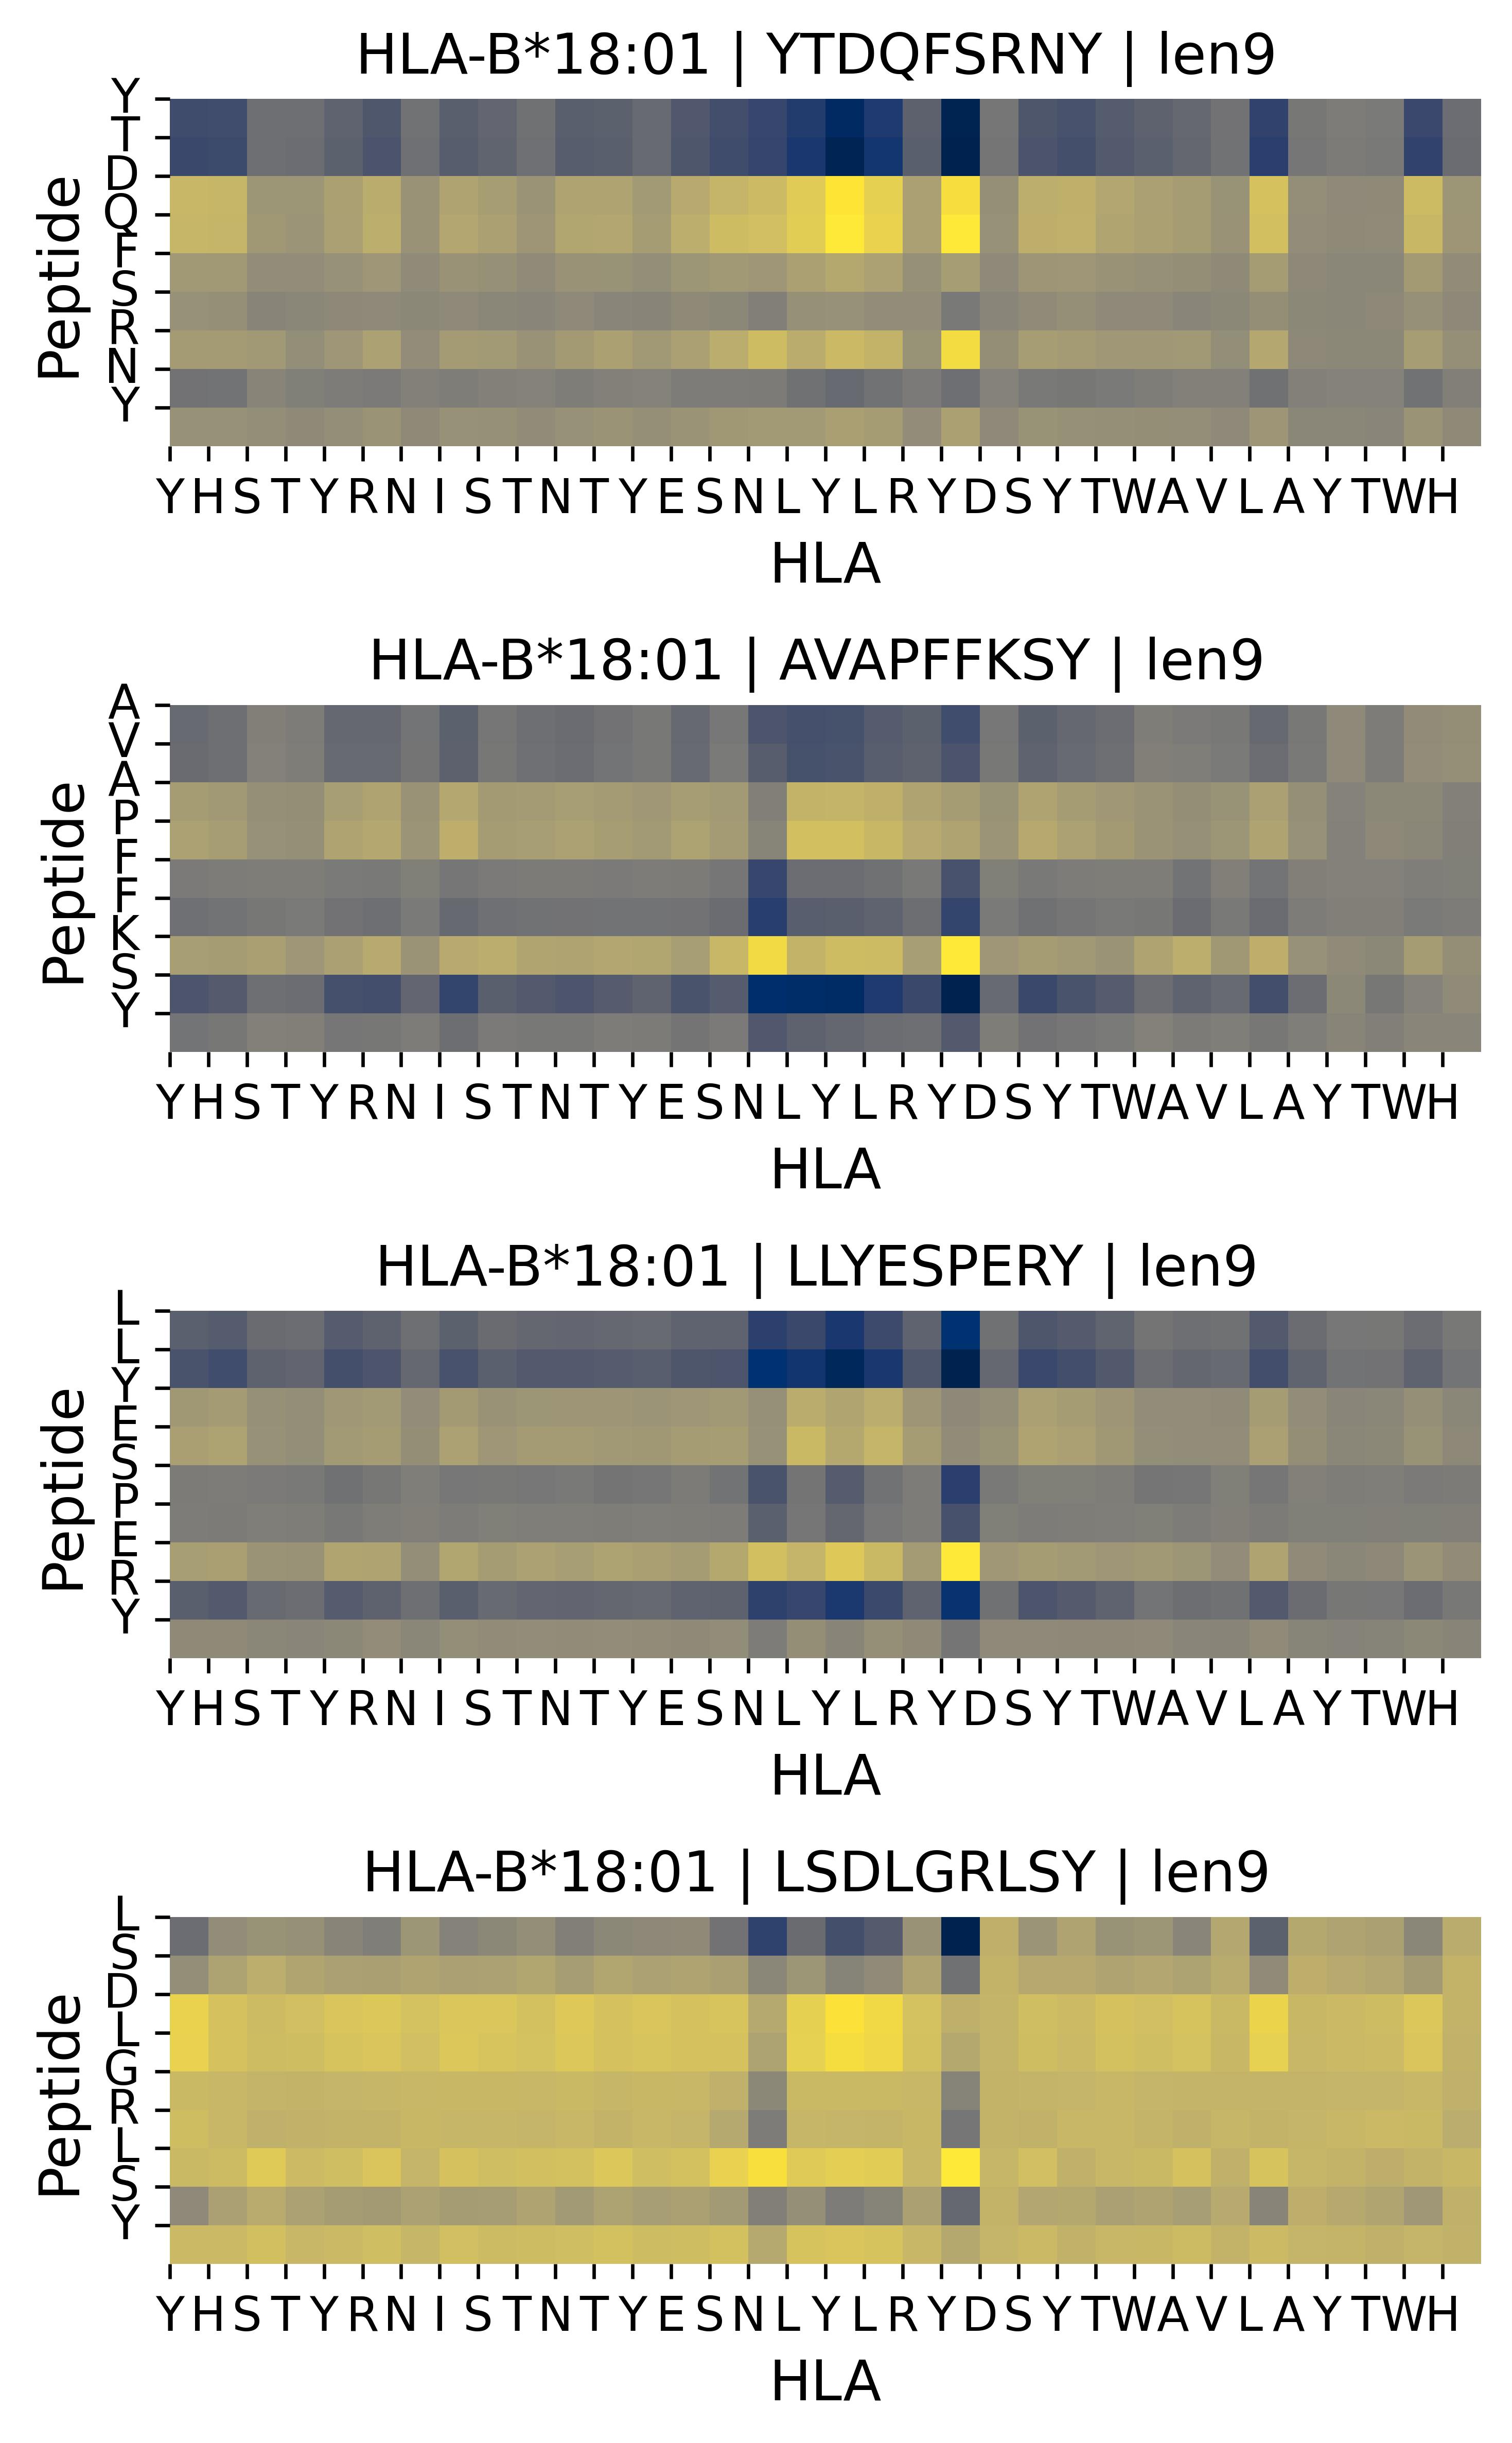 HLA-B*18:01 | YTDQFSRNY | len9
Peptide
Y
T
D
Q
F
S
R
N
Y
Y H S T Y R N I S T N T Y E S N L Y L R Y D S Y T W A V L A Y T W H
HLA
HLA-B*18:01 | AVAPFFKSY | len9
Peptide
A
V
A
P
F
F
K
S
Y
Y H S T Y R N I S T N T Y E S N L Y L R Y D S Y T W A V L A Y T W H
HLA
HLA-B*18:01 | LLYESPERY | len9
Peptide
L
L
Y
E
S
P
E
R
Y
Y H S T Y R N I S T N T Y E S N L Y L R Y D S Y T W A V L A Y T W H
HLA
HLA-B*18:01 | LSDLGRLSY | len9
Peptide
L
S
D
L
G
R
L
S
Y
Y H S T Y R N I S T N T Y E S N L Y L R Y D S Y T W A V L A Y T W H
HLA